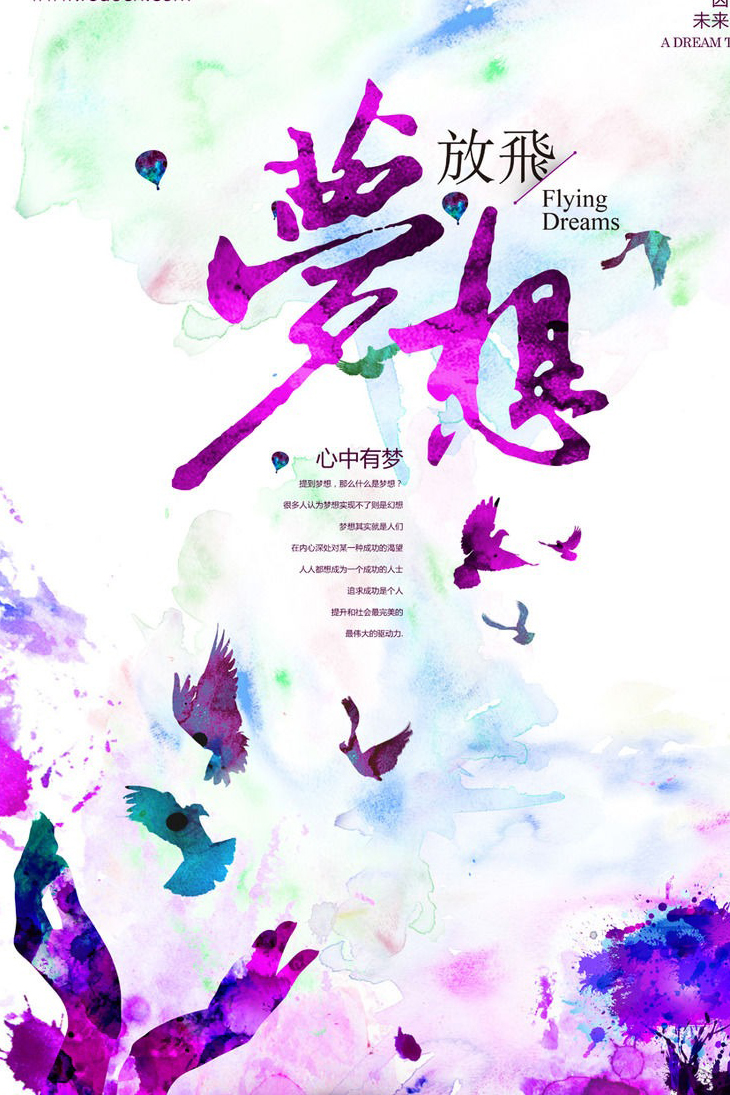 未来
A DREAM T
放飛
Flying
Dreams
夢想
心中有梦
提到梦想，那么什么是梦想？
很多人认为梦想实现不了则是幻想
梦想其实就是人们
在内心深处对某一种成功的渴望
人人都想成为一个成功的人士
追求成功是个人
提升和社会最完美的
最伟大的驱动力.